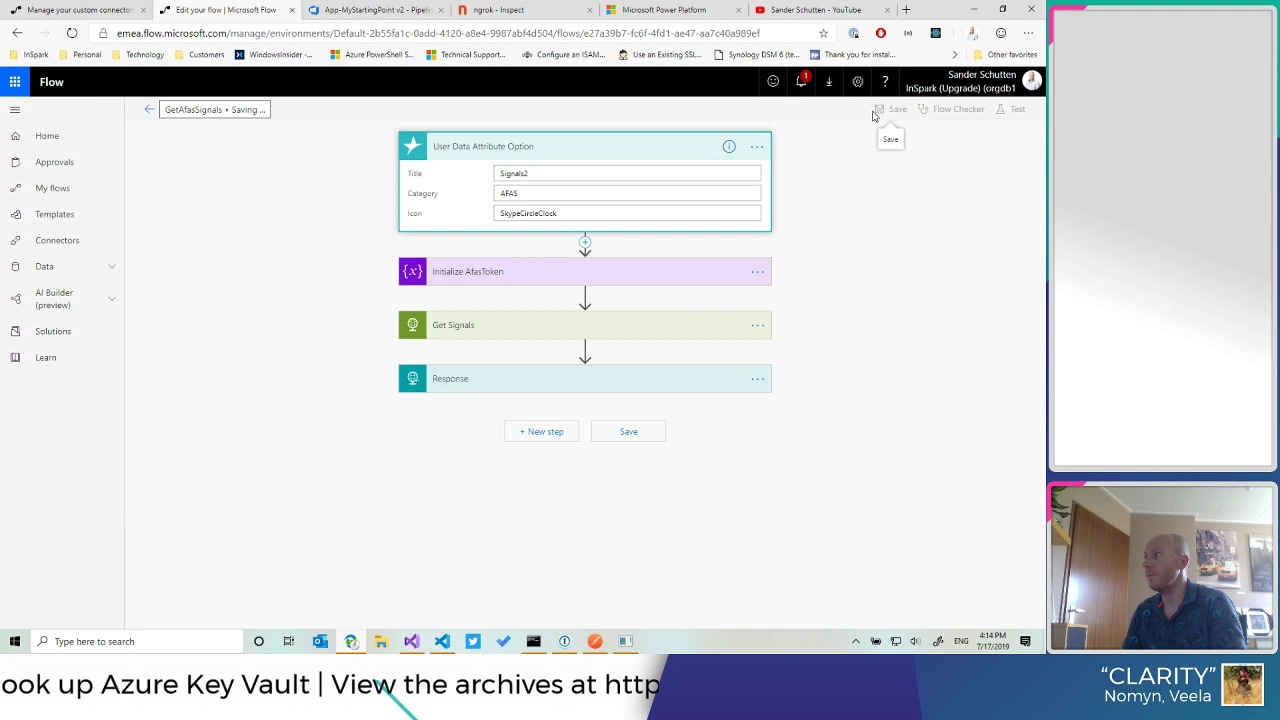 Manage your custom connectors
Edit your flow | Microsoft Flow
App-MyStartingPoint v2 - Pipelin
ngrok - Inspect
Microsoft Power Platform
Sander Schutten - YouTube
emea.flow.microsoft.com/manage/environments/Default-2b55fa1c-0add-4120-a8e4-9987abf4d504/flows/e27a39b7-fc6f-4fd1-ae47-aa7c40a989ef
InSpark
Personal
Technology
Customers
WindowsInsider -...
Azure PowerShell S...
Technical Support...
Configure an ISAM...
Use an Existing SSL...
Synology DSM 6 (te...
Thank you for instal...
Other favorites
Flow
1
Sander Schutten
InSpark (Upgrade) (orgdb1
GetAfasSignals • Saving ...
Save
Flow Checker
Test
Save
Home
Approvals
My flows
Templates
Connectors
Data
AI Builder
(preview)
Solutions
Learn
User Data Attribute Option
Title
Signals2
Category
AFAS
Icon
SkypeCircleClock
{x}
Initialize AfasToken
Get Signals
Response
+ New step
Save
Type here to search
ENG
4:14 PM
7/17/2019
ook up Azure Key Vault | View the archives at http
“CLARITY”
Nomyn, Veela